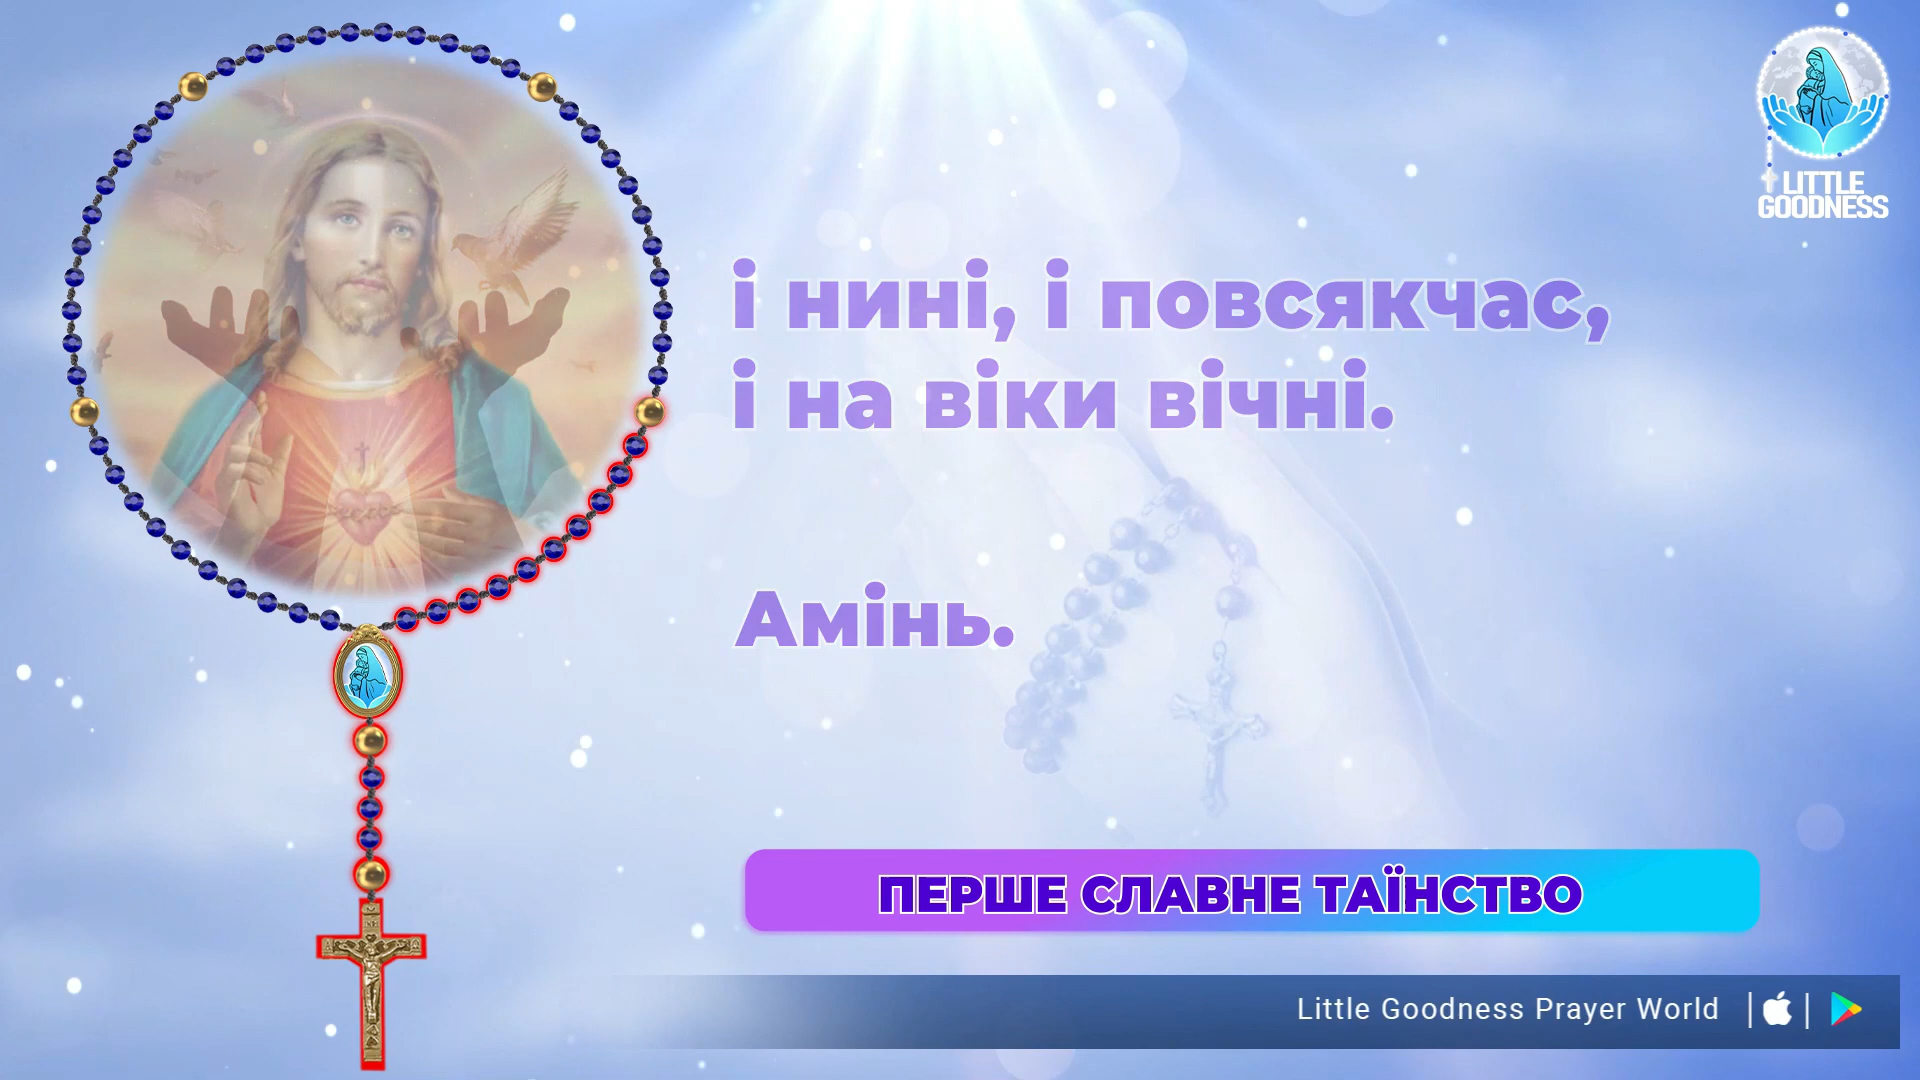 LITTLE
GOODNESS
і нині, і повсякчас,
і на віки вічні.
Амінь.
ПЕРШЕ СЛАВНЕ ТАЇНСТВО
Little Goodness Prayer World